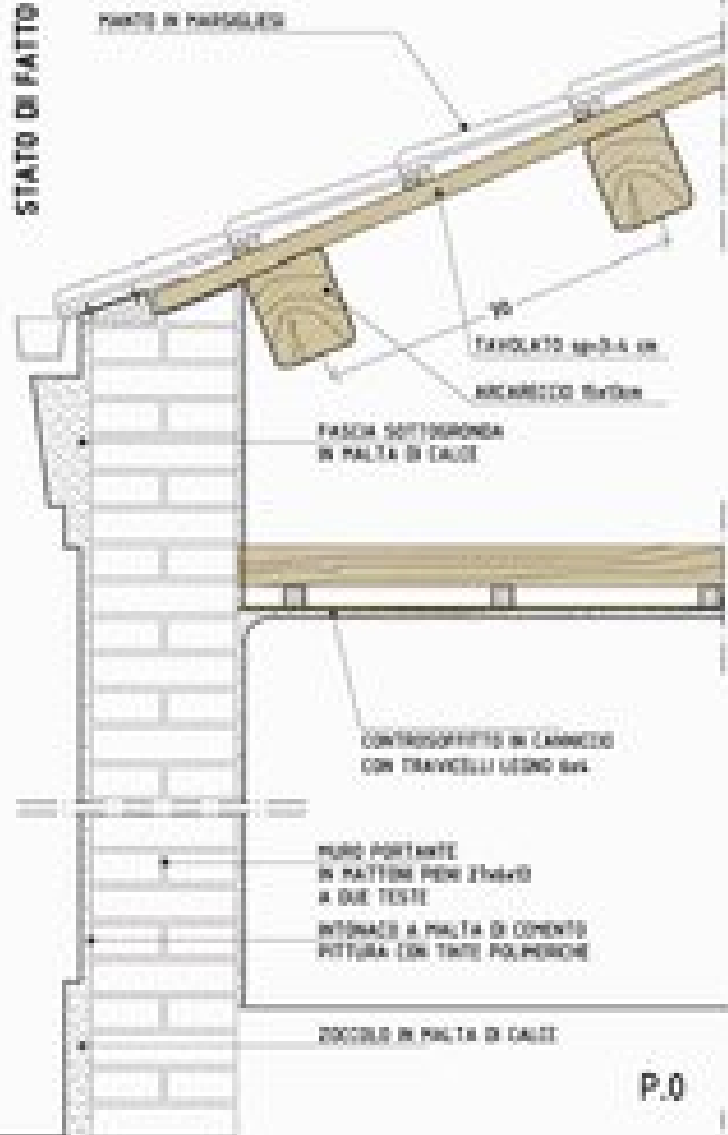 STATO DI FATTO
MANTO IN MARSIGLIESI
TAVOLATO sp=3-4 cm
ARCARECCIO
FASCIA SOTTOGRONDA
IN MALTA DI CALCE
CONTROSOFFITTO IN CANNICCIO
CON TRAVICELLI LEGNO 6x4
MURO PORTANTE
IN MATTONI PIENI
A DUE TESTE
INTONACO A MALTA DI CEMENTO
PITTURA CON TINTE POLIMERICHE
ZOCCOLO IN MALTA DI CALCE
P.0